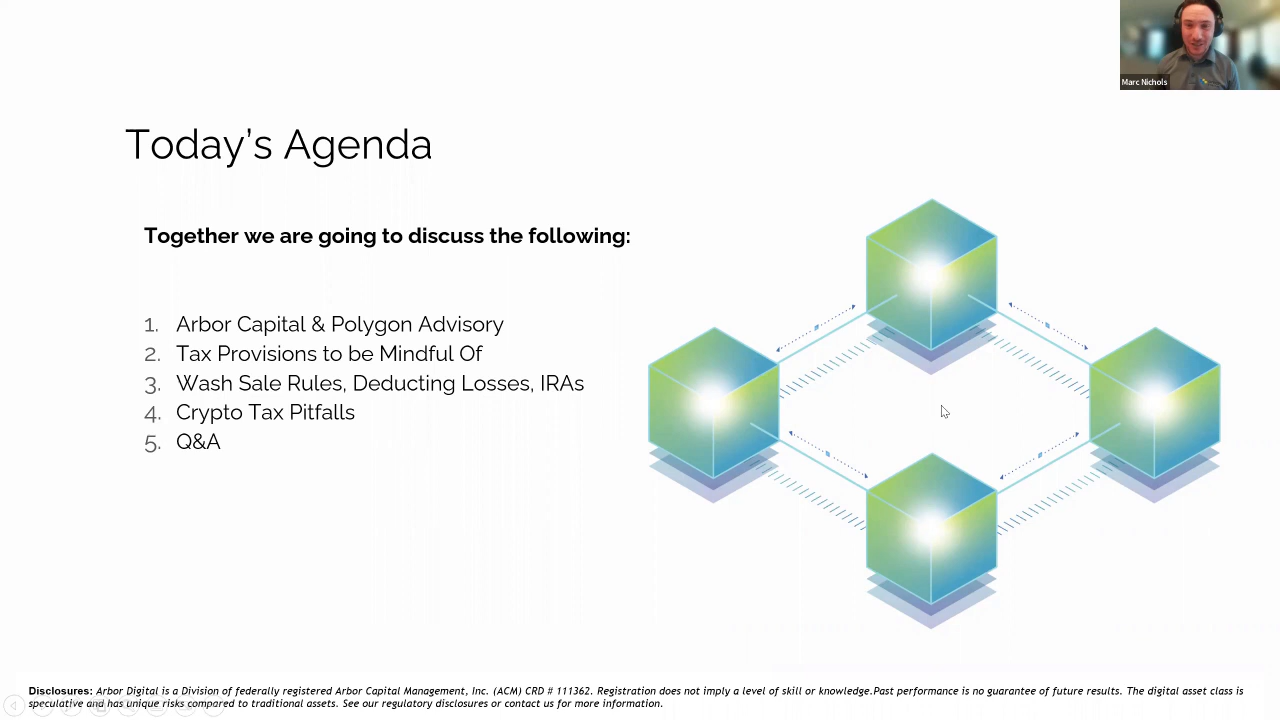 Marc Nichols
Today's Agenda
Together we are going to discuss the following:
1. Arbor Capital & Polygon Advisory
2. Tax Provisions to be Mindful Of
3. Wash Sale Rules, Deducting Losses, IRAs
4. Crypto Tax Pitfalls
5. Q&A
Disclosures: Arbor Digital is a Division of federally registered Arbor Capital Management, Inc. (ACM) CRD # 111362. Registration does not imply a level of skill or knowledge.Past performance is no guarantee of future results. The digital asset class is
speculative and has unique risks compared to traditional assets. See our regulatory disclosures or contact us for more information.